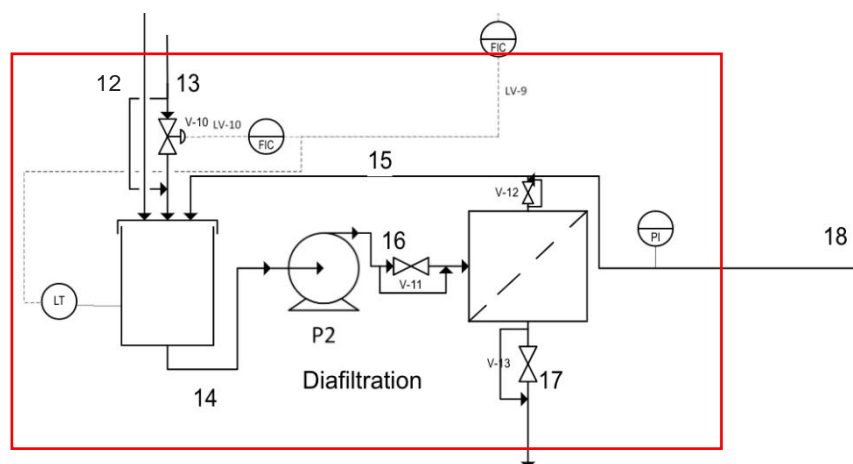 FIC
12
13
LV-9
V-10
LV-10
FIC
15
V-12
PI
18
16
V-11
LT
P2
V-13
17
Diafiltration
14